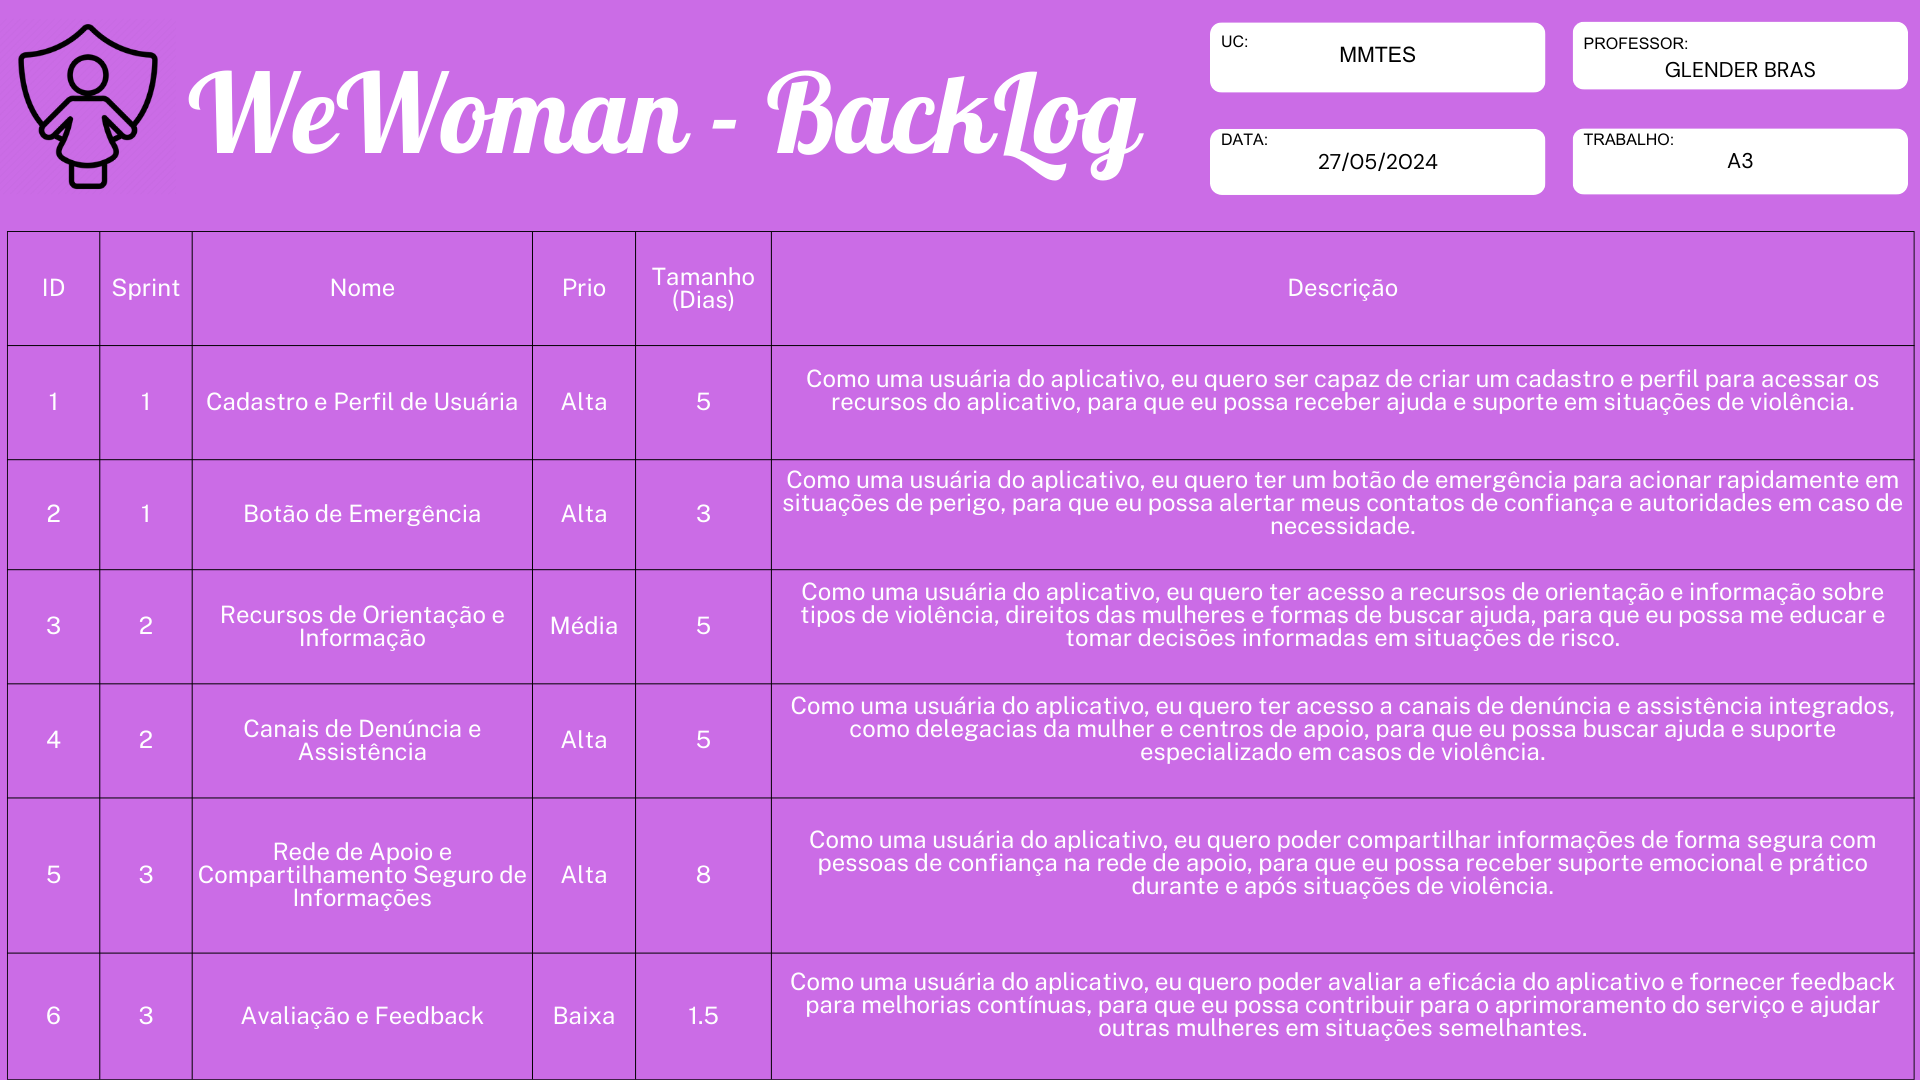 WeWoman - BackLog
UC:
MMTES
PROFESSOR:
GLENDER BRAS
DATA:
27/05/2024
TRABALHO:
A3
ID
Sprint
Nome
Prio
Tamanho
(Dias)
Descrição
1
1
Cadastro e Perfil de Usuária
Alta
5
Como uma usuária do aplicativo, eu quero ser capaz de criar um cadastro e perfil para acessar os
recursos do aplicativo, para que eu possa receber ajuda e suporte em situações de violência.
2
1
Botão de Emergência
Alta
3
Como uma usuária do aplicativo, eu quero ter um botão de emergência para acionar rapidamente em
situações de perigo, para que eu possa alertar meus contatos de confiança e autoridades em caso de
necessidade.
3
2
Recursos de Orientação e
Informação
Média
5
Como uma usuária do aplicativo, eu quero ter acesso a recursos de orientação e informação sobre
tipos de violência, direitos das mulheres e formas de buscar ajuda, para que eu possa me educar e
tomar decisões informadas em situações de risco.
4
2
Canais de Denúncia e
Assistência
Alta
5
Como uma usuária do aplicativo, eu quero ter acesso a canais de denúncia e assistência integrados,
como delegacias da mulher e centros de apoio, para que eu possa buscar ajuda e suporte
especializado em casos de violência.
5
3
Rede de Apoio e
Compartilhamento Seguro de
Informações
Alta
8
Como uma usuária do aplicativo, eu quero poder compartilhar informações de forma segura com
pessoas de confiança na rede de apoio, para que eu possa receber suporte emocional e prático
durante e após situações de violência.
6
3
Avaliação e Feedback
Baixa
1.5
Como uma usuária do aplicativo, eu quero poder avaliar a eficácia do aplicativo e fornecer feedback
para melhorias contínuas, para que eu possa contribuir para o aprimoramento do serviço e ajudar
outras mulheres em situações semelhantes.